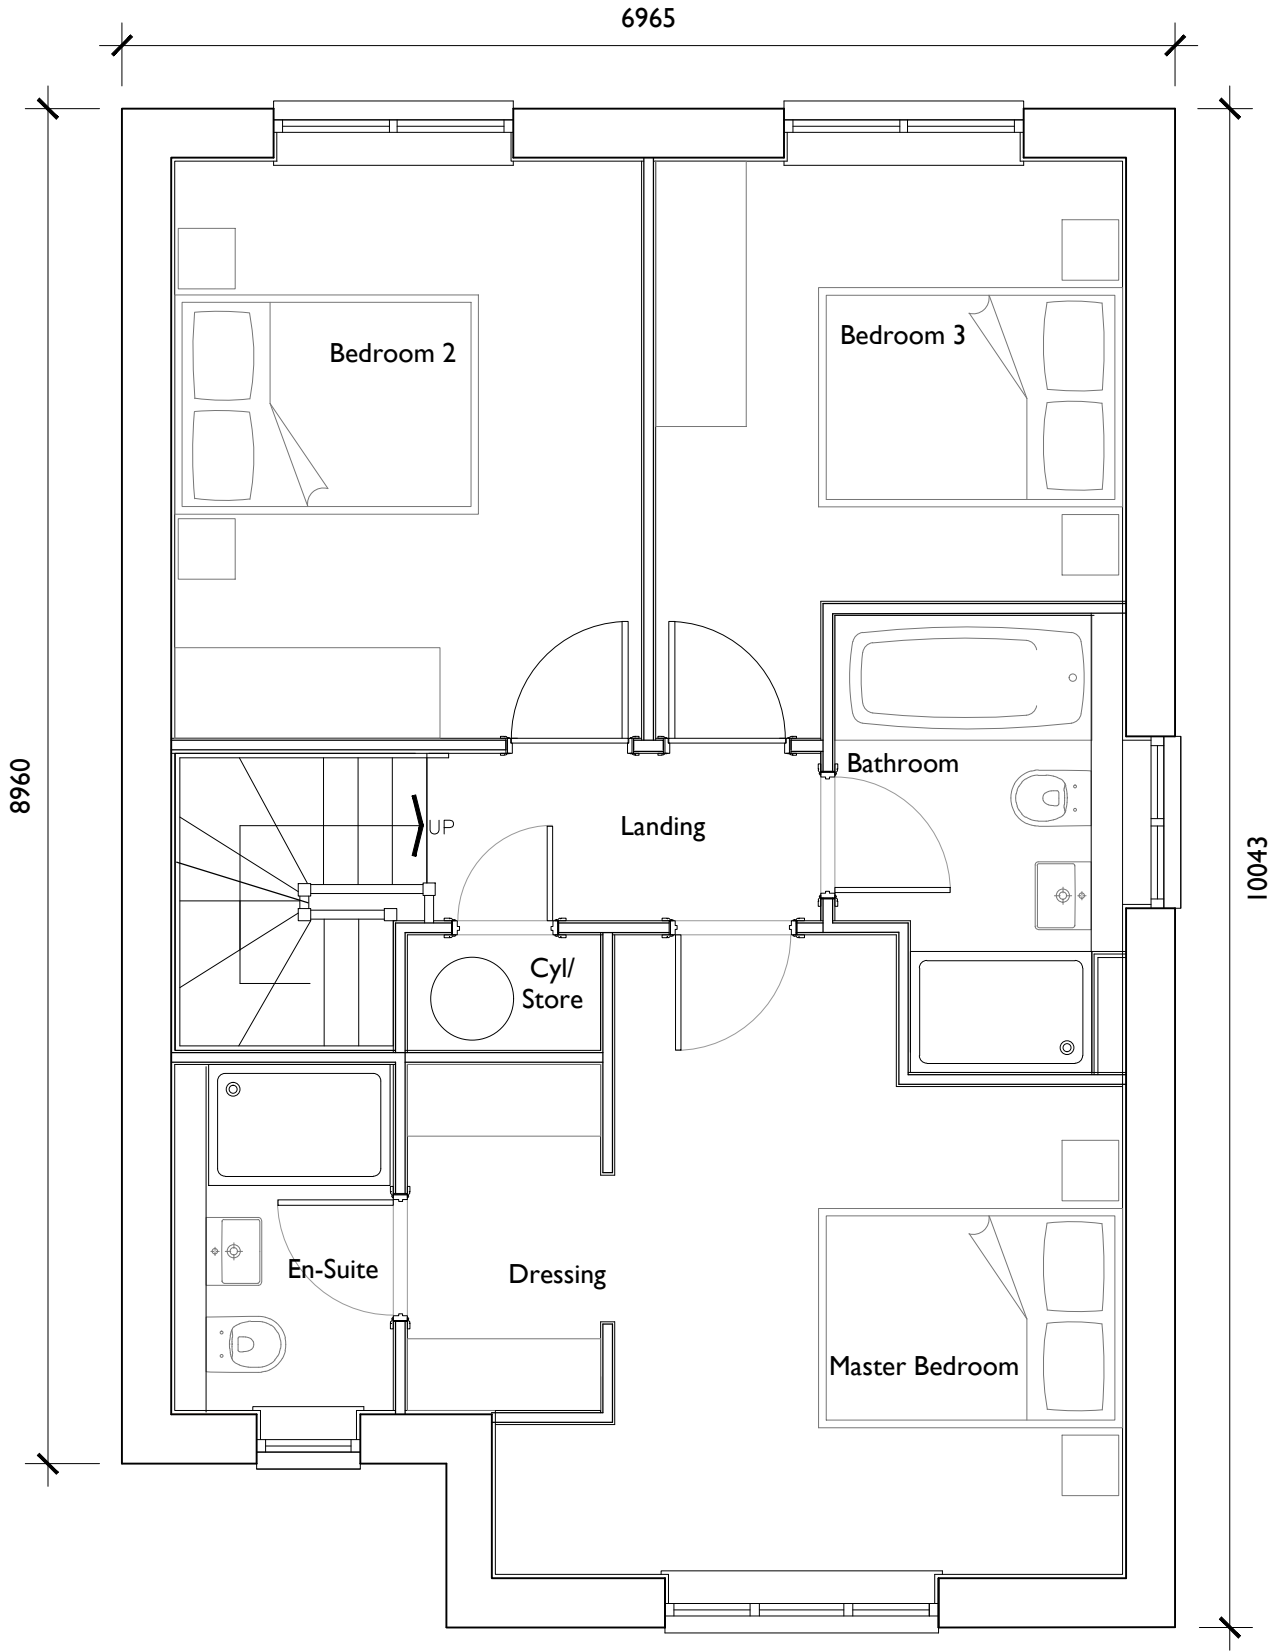 6965
Bedroom 2
Bedroom 3
8960
Bathroom
UP
Landing
10043
Cyl/
Store
En-Suite
Dressing
Master Bedroom